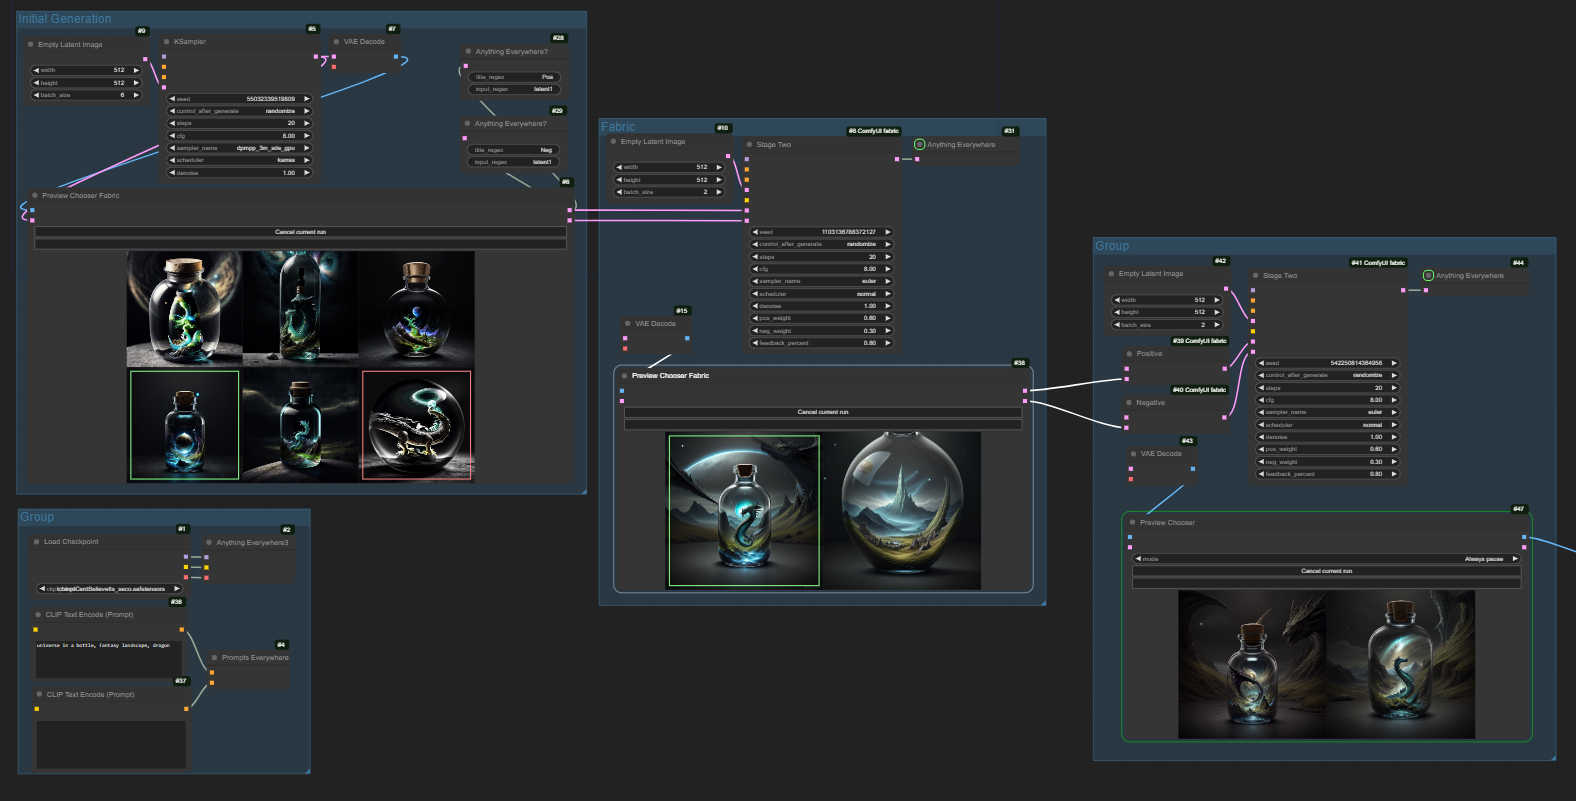 Initial Generation
#9
Empty Latent Image
width 512
height 512
batch_size 6
#5
KSampler
seed 55032339519809
control_after_generate randomize
steps 20
cfg 8.00
sampler_name dpmpp_3m_sde_gpu
scheduler karras
denoise 1.00
#7
VAE Decode
#28
Anything Everywhere?
title_regex Pos
input_regex latent1
#29
Anything Everywhere?
title_regex Neg
input_regex latent1
#6
Preview Chooser Fabric
Cancel current run
Group
#1
Load Checkpoint
#2
Anything Everywhere3
#36
CLIP Text Encode (Prompt)
universe in a bottle, fantasy landscape, dragon
#4
Prompts Everywhere
#37
CLIP Text Encode (Prompt)
Fabric
#10
Empty Latent Image
width 512
height 512
batch_size 2
#8 ComfyUI fabric
Stage Two
seed 1103136788372127
control_after_generate randomize
steps 20
cfg 8.00
sampler_name euler
scheduler normal
denoise 1.00
pos_weight 0.60
neg_weight 0.30
feedback_percent 0.80
#31
Anything Everywhere
#15
VAE Decode
#38
Preview Chooser Fabric
Cancel current run
Group
#42
Empty Latent Image
width 512
height 512
batch_size 2
#39 ComfyUI fabric
Positive
#40 ComfyUI fabric
Negative
#43
VAE Decode
#41 ComfyUI fabric
Stage Two
seed 542250814384958
control_after_generate randomize
steps 20
cfg 8.00
sampler_name euler
scheduler normal
denoise 1.00
pos_weight 0.60
neg_weight 0.30
feedback_percent 0.80
#44
Anything Everywhere
#47
Preview Chooser
mode Always pause
Cancel current run